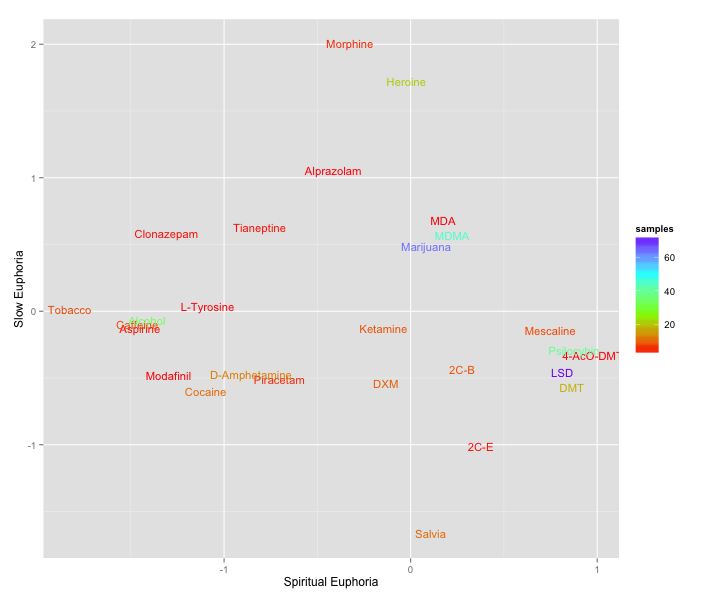 2
Morphine
Heroine
Alprazolam
1
MDA
Tianeptine
Clonazepam
MDMA
Marijuana
samples
60
40
20
Slow Euphoria
L-Tyrosine
Tobacco
0
Alcohol
Caffeine
Aspirine
Ketamine
Mescaline
Psilocybin
4-AcO-DMT
2C-B
LSD
Modafinil
D-Amphetamine
Piracetam
DXM
DMT
Cocaine
-1
2C-E
Salvia
-1
0
1
Spiritual Euphoria